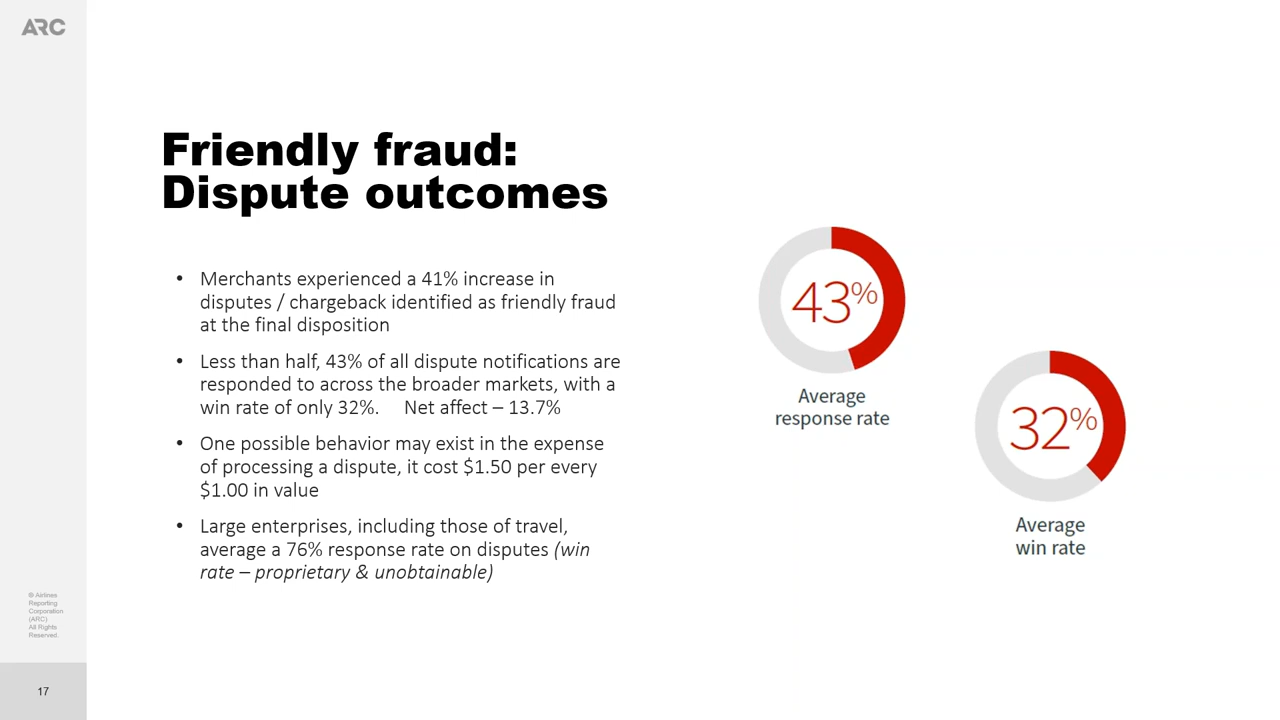 ARC
Friendly fraud:
Dispute outcomes
• Merchants experienced a 41% increase in
disputes / chargeback identified as friendly fraud
at the final disposition
• Less than half, 43% of all dispute notifications are
responded to across the broader markets, with a
win rate of only 32%. Net affect – 13.7%
• One possible behavior may exist in the expense
of processing a dispute, it cost $1.50 per every
$1.00 in value
• Large enterprises, including those of travel,
average a 76% response rate on disputes (win
rate – proprietary & unobtainable)
43%
Average
response rate
32%
Average
win rate
© Airlines
Reporting
Corporation
(ARC)
All Rights
Reserved.
17